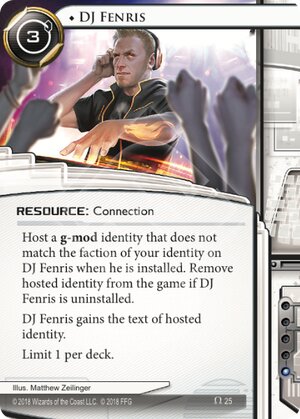 ◆ DJ Fenris
3
RESOURCE: Connection
Host a g-mod identity that does not
match the faction of your identity on
DJ Fenris when he is installed. Remove
hosted identity from the game if DJ
Fenris is uninstalled.
DJ Fenris gains the text of hosted
identity.
Limit 1 per deck.
Illus. Matthew Zeilinger
© 2018 Wizards of the Coast LLC. © 2018 FFG
25